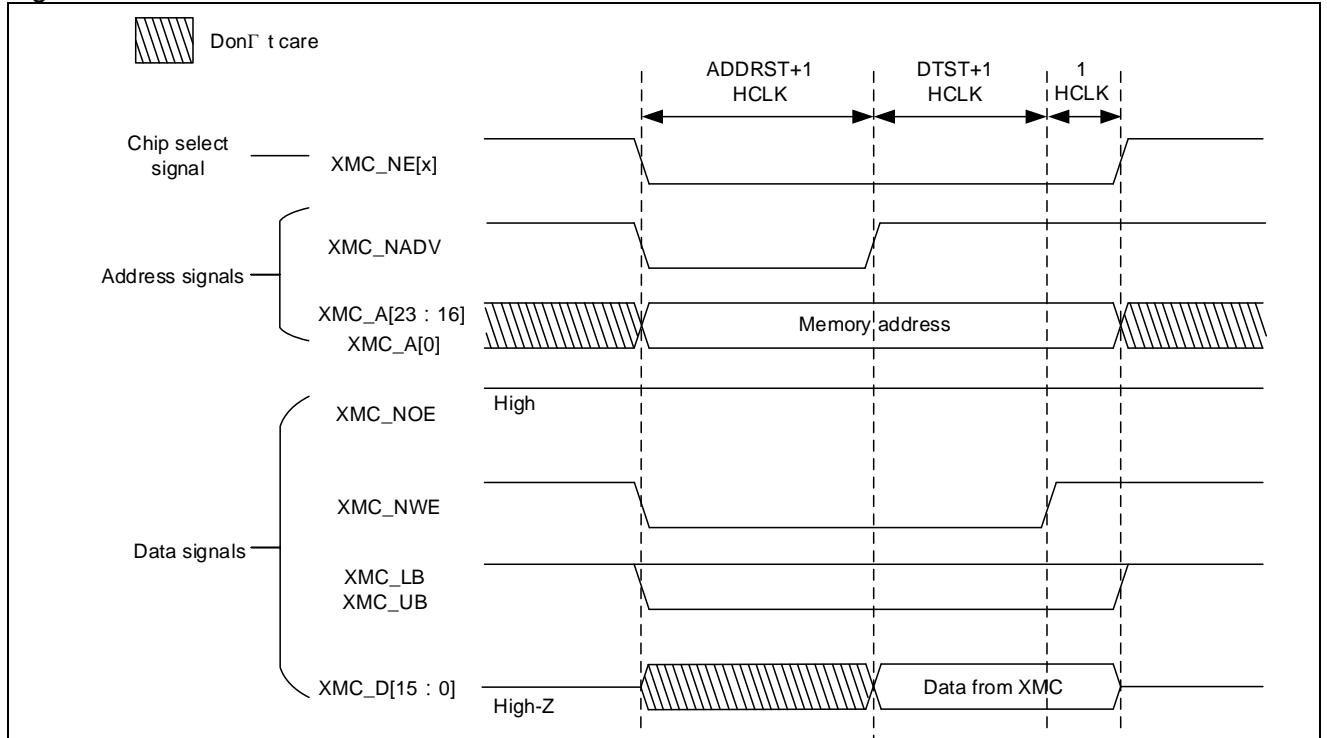 DonΓ t care
ADDRST+1
HCLK
DTST+1
HCLK
1
HCLK
Chip select
signal
XMC_NE[x]
XMC_NADV
Address signals
XMC_A[23 : 16]
XMC_A[0]
Memory address
XMC_NOE
High
XMC_NWE
Data signals
XMC_LB
XMC_UB
XMC_D[15 : 0]
High-Z
Data from XMC